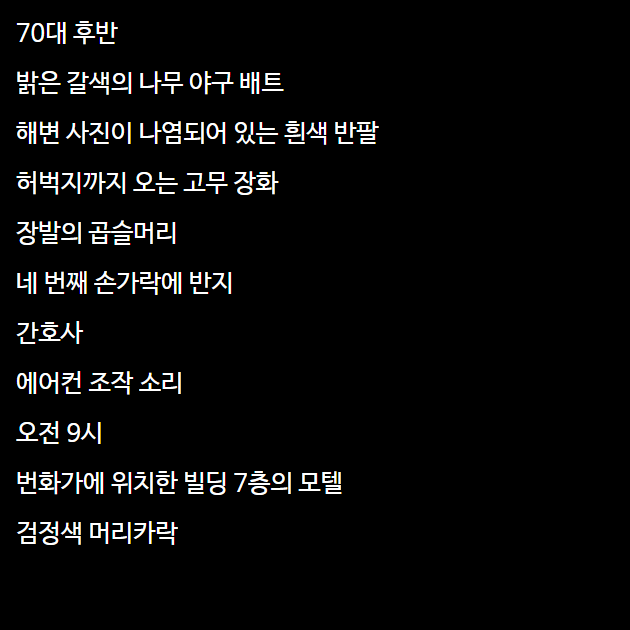 70대 후반
밝은 갈색의 나무 야구 배트
해변 사진이 나염되어 있는 흰색 반팔
허벅지까지 오는 고무 장화
장발의 곱슬머리
네 번째 손가락에 반지
간호사
에어컨 조작 소리
오전 9시
번화가에 위치한 빌딩 7층의 모텔
검정색 머리카락